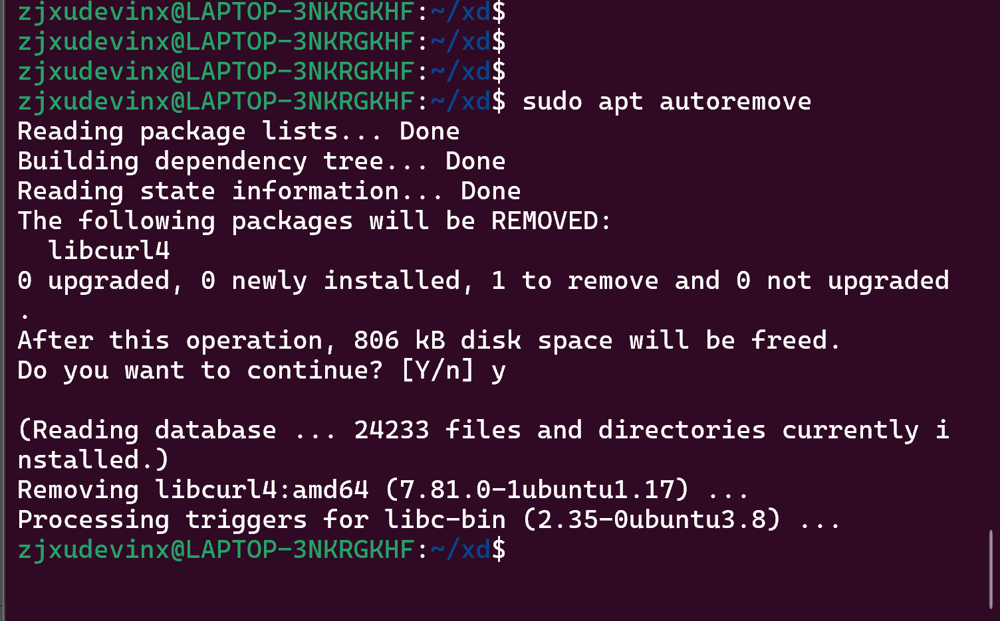 zjxudevinx@LAPTOP-3NKRGKHF:~/xd$
zjxudevinx@LAPTOP-3NKRGKHF:~/xd$
zjxudevinx@LAPTOP-3NKRGKHF:~/xd$
zjxudevinx@LAPTOP-3NKRGKHF:~/xd$ sudo apt autoremove
Reading package lists... Done
Building dependency tree... Done
Reading state information... Done
The following packages will be REMOVED:
  libcurl4
0 upgraded, 0 newly installed, 1 to remove and 0 not upgraded
.
After this operation, 806 kB disk space will be freed.
Do you want to continue? [Y/n] y

(Reading database ... 24233 files and directories currently i
nstalled.)
Removing libcurl4:amd64 (7.81.0-1ubuntu1.17) ...
Processing triggers for libc-bin (2.35-0ubuntu3.8) ...
zjxudevinx@LAPTOP-3NKRGKHF:~/xd$